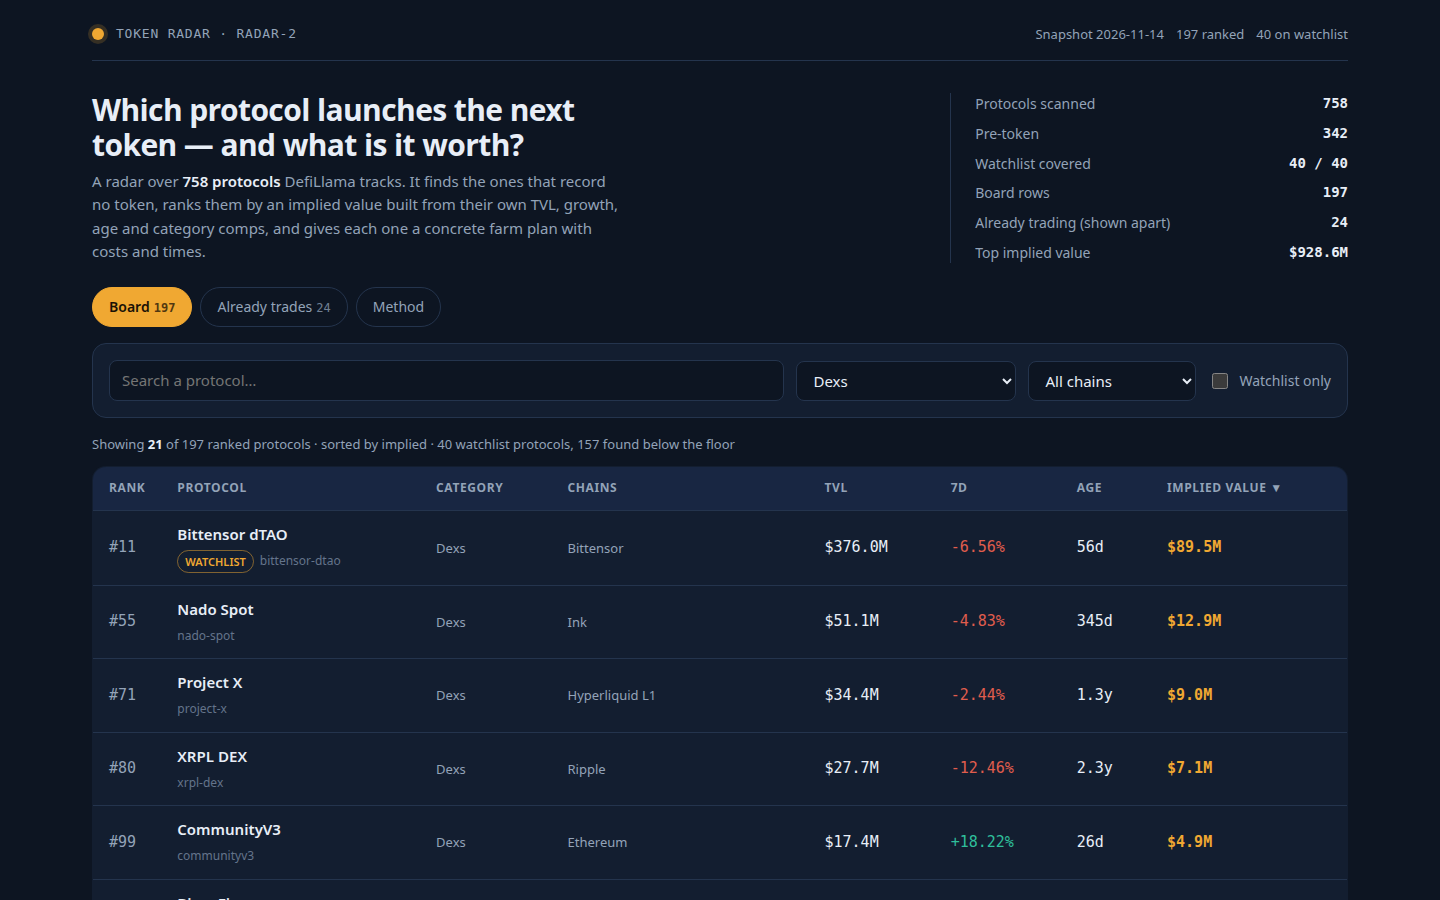 TOKEN RADAR · RADAR-2
Snapshot 2026-11-14 197 ranked 40 on watchlist
Which protocol launches the next
token — and what is it worth?
A radar over 758 protocols DefiLlama tracks. It finds the ones that record
no token, ranks them by an implied value built from their own TVL, growth,
age and category comps, and gives each one a concrete farm plan with
costs and times.
Protocols scanned 758
Pre-token 342
Watchlist covered 40 / 40
Board rows 197
Already trading (shown apart) 24
Top implied value $928.6M
Board 197 Already trades 24 Method
Search a protocol... Dexs All chains Watchlist only
Showing 21 of 197 ranked protocols · sorted by implied · 40 watchlist protocols, 157 found below the floor
RANK PROTOCOL CATEGORY CHAINS TVL 7D AGE IMPLIED VALUE ▼
#11 Bittensor dTAO Dexs Bittensor $376.0M -6.56% 56d $89.5M
WATCHLIST bittensor-dtao
#55 Nado Spot Dexs Ink $51.1M -4.83% 345d $12.9M
nado-spot
#71 Project X Dexs Hyperliquid L1 $34.4M -2.44% 1.3y $9.0M
project-x
#80 XRPL DEX Dexs Ripple $27.7M -12.46% 2.3y $7.1M
xrpl-dex
#99 CommunityV3 Dexs Ethereum $17.4M +18.22% 26d $4.9M
communityv3